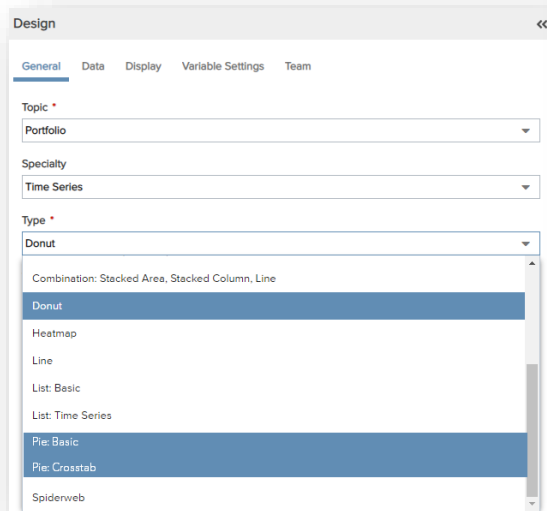 Design
General Data Display Variable Settings Team
Topic *
Portfolio
Specialty
Time Series
Type *
Donut
Combination: Stacked Area, Stacked Column, Line
Donut
Heatmap
Line
List: Basic
List: Time Series
Pie: Basic
Pie: Crosstab
Spiderweb